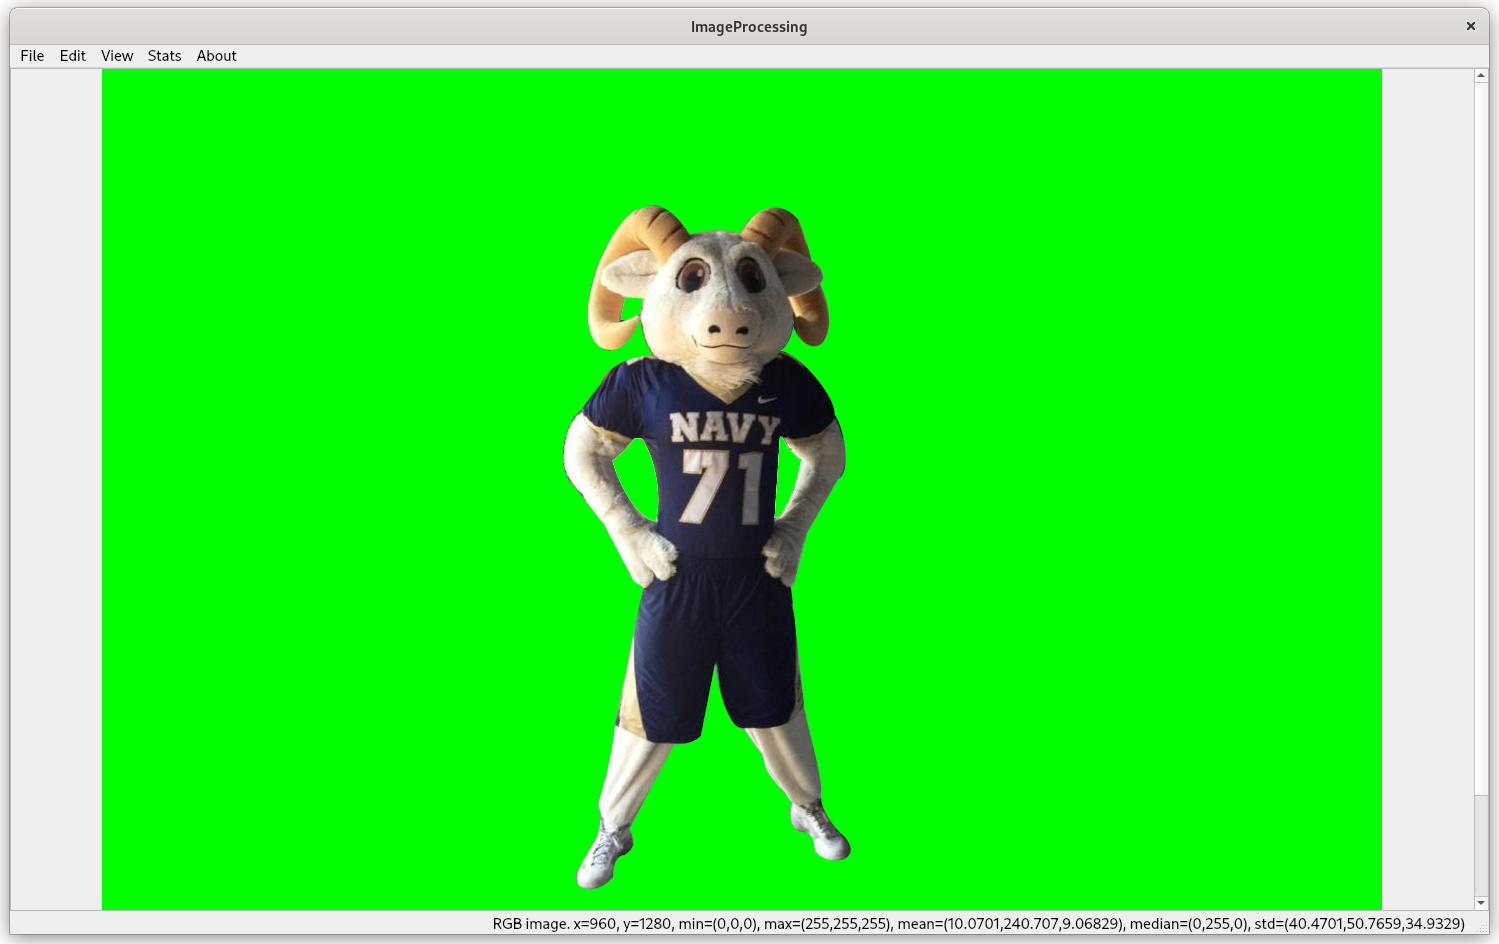 ImageProcessing
File Edit View Stats About
NAVY
71
RGB image. x=960, y=1280, min=(0,0,0), max=(255,255,255), mean=(10.0701,240.707,9.06829), median=(0,255,0), std=(40.4701,50.7659,34.9329)